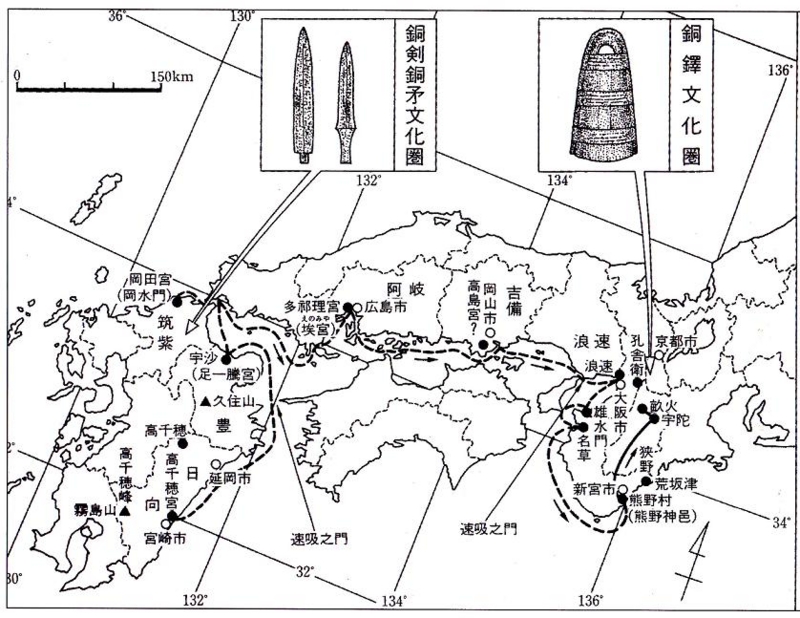 36°
130°
0
150km
銅剣銅矛文化圏
銅鐸文化圏
136°
132°
134°
4°
岡田宮
(岡水門)
筑紫
宇沙
(足一騰宮)
久住山
豊
高千穂
高千穂峰
高千穂宮
日向
延岡市
霧島山
宮崎市
多祁理宮
えのみや
(埃宮)
広島市
阿岐
高島宮?
岡山市
吉備
浪速
浪速
孔舎衛
京都市
大阪市
畝火
宇陀
雄水門
名草
狭野
荒坂津
新宮市
熊野村
(熊野神邑)
速吸之門
速吸之門
2°
30°
132°
32°
134°
136°
34°